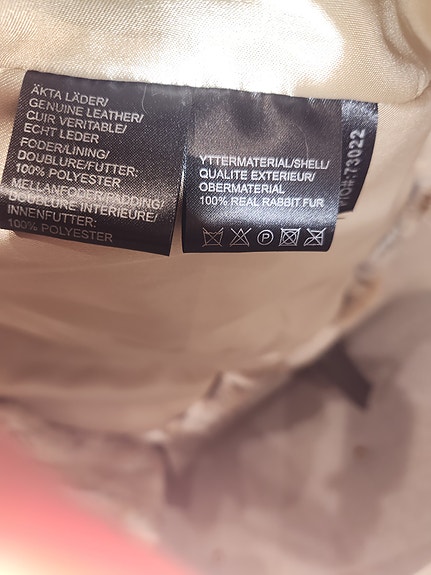 ÄKTA LÄDER/
GENUINE LEATHER/
CUIR VERITABLE/
ECHT LEDER
FODER/LINING/
DOUBLURE/FUTTER:
100% POLYESTER
MELLANFODER/PADDING/
DOUBLURE INTERIEURE/
INNENFUTTER:
100% POLYESTER
YTTERMATERIAL/SHELL/
QUALITE EXTERIEUR/
OBERMATERIAL
100% REAL RABBIT FUR
P
73022